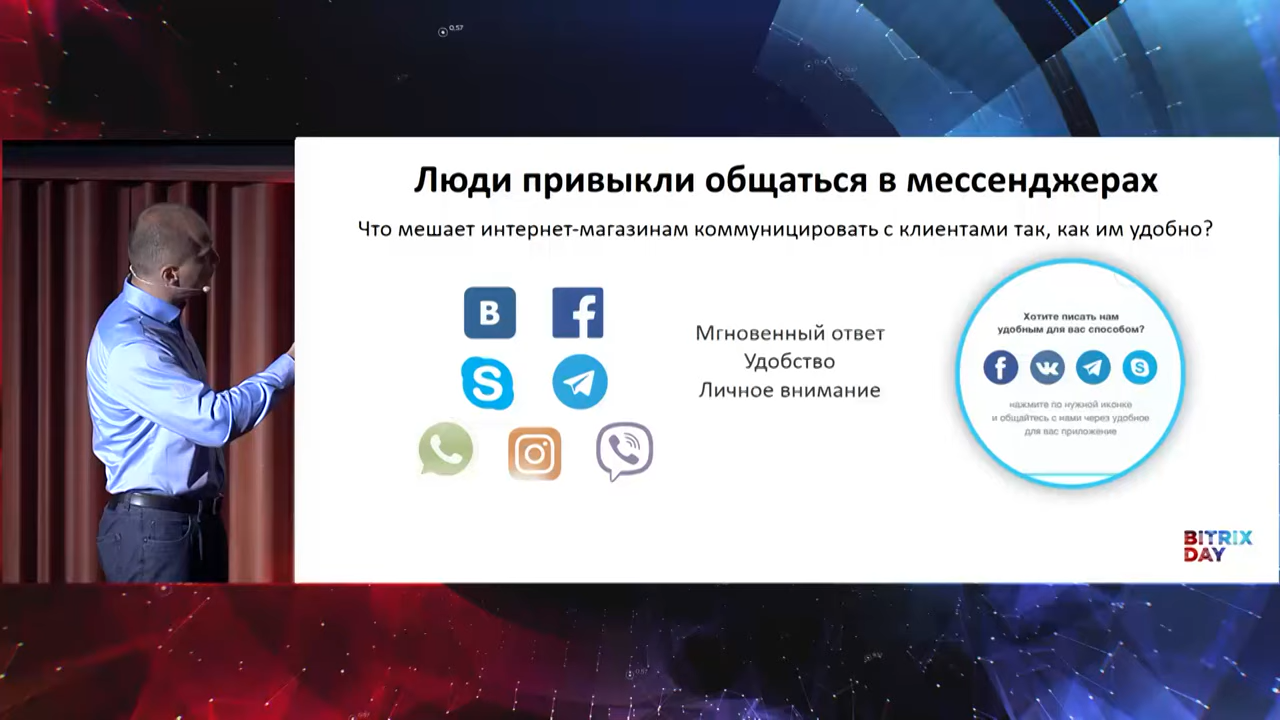 0,57
Люди привыкли общаться в мессенджерах
Что мешает интернет-магазинам коммуницировать с клиентами так, как им удобно?
Мгновенный ответ
Удобство
Личное внимание
Хотите писать нам
удобным для вас способом?
нажмите по нужной иконке
и общайтесь с нами через удобное
для вас приложение
BITRIX
DAY